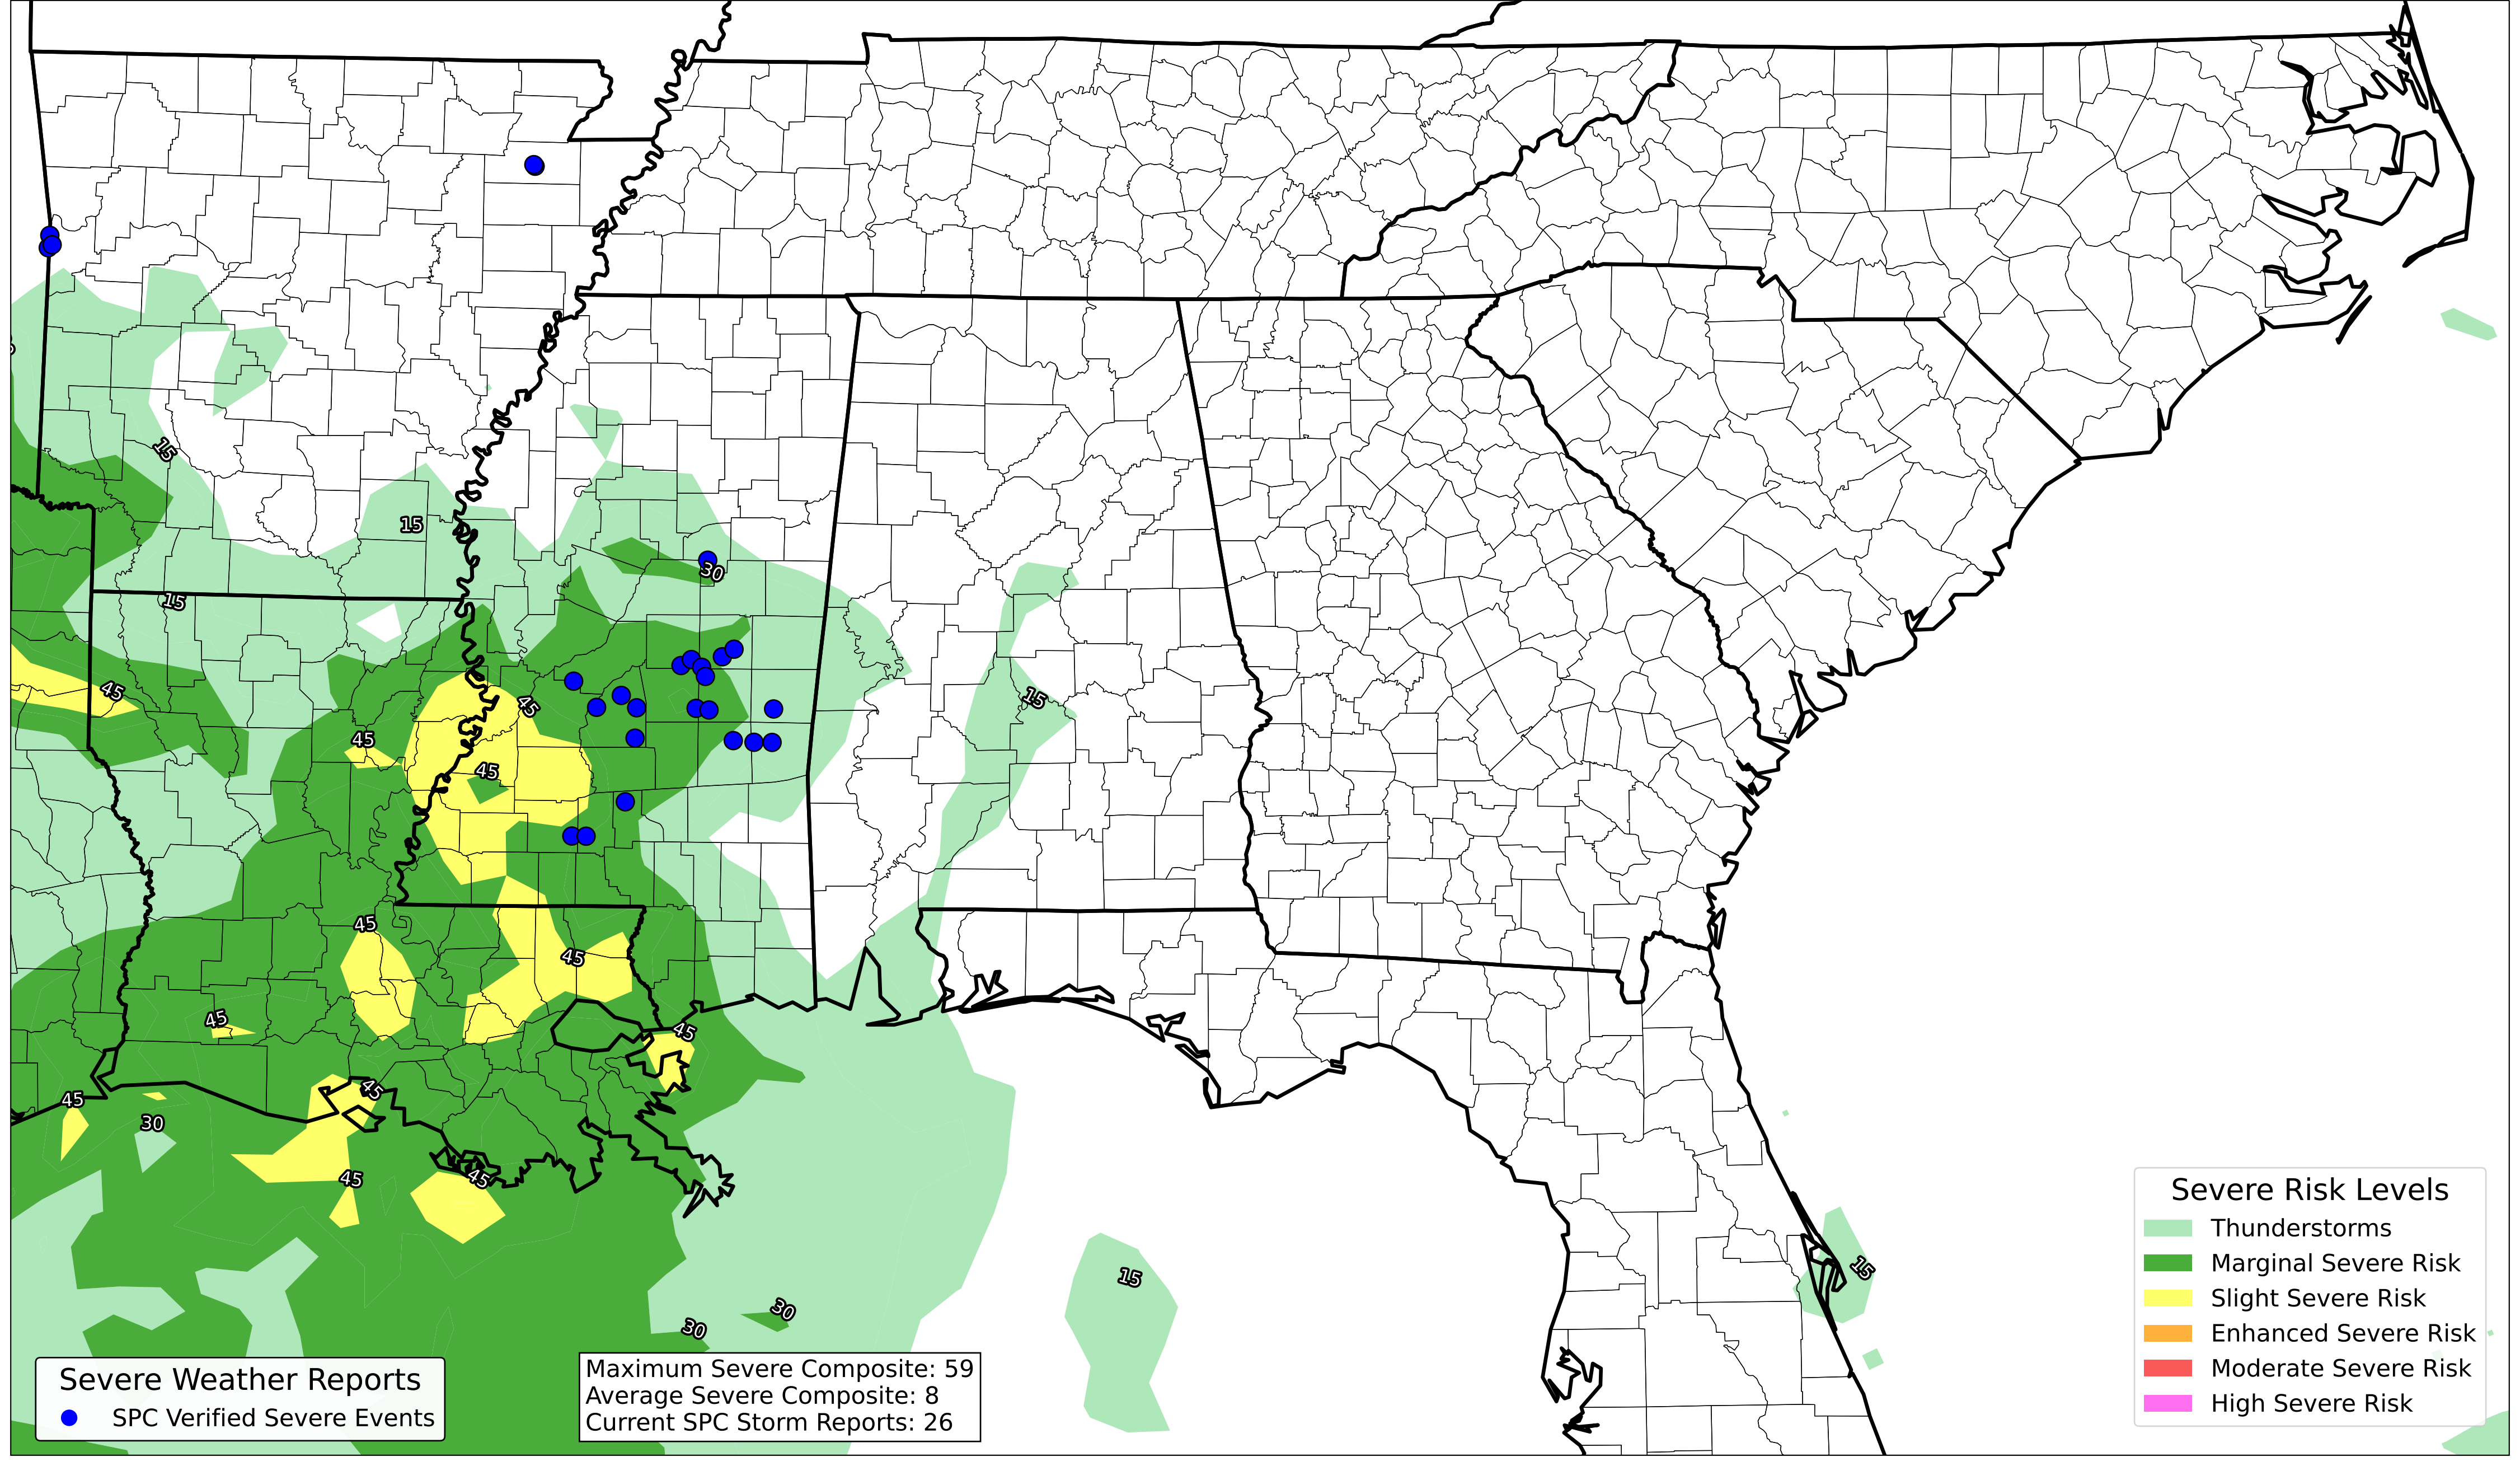 15
15
30
15
45
45
15
45
45
45
45
45
45
45
45
30
45
45
15
15
30
30
Severe Risk Levels
Thunderstorms
Marginal Severe Risk
Slight Severe Risk
Enhanced Severe Risk
Moderate Severe Risk
High Severe Risk
Severe Weather Reports
SPC Verified Severe Events
Maximum Severe Composite: 59
Average Severe Composite: 8
Current SPC Storm Reports: 26